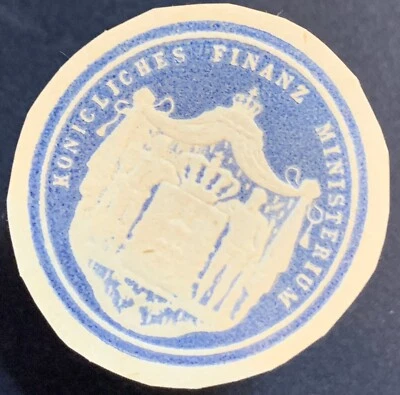 KÖNIGLICHES FINANZ MINISTERIUM